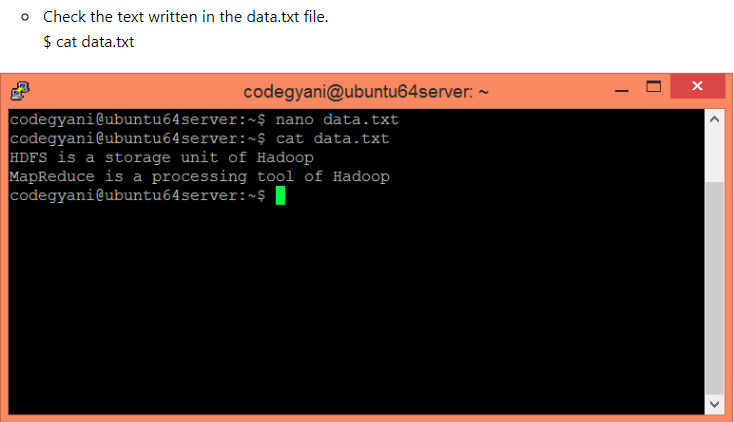 Check the text written in the data.txt file.
$ cat data.txt
codegyani@ubuntu64server: ~
codegyani@ubuntu64server:~$ nano data.txt
codegyani@ubuntu64server:~$ cat data.txt
HDFS is a storage unit of Hadoop
MapReduce is a processing tool of Hadoop
codegyani@ubuntu64server:~$